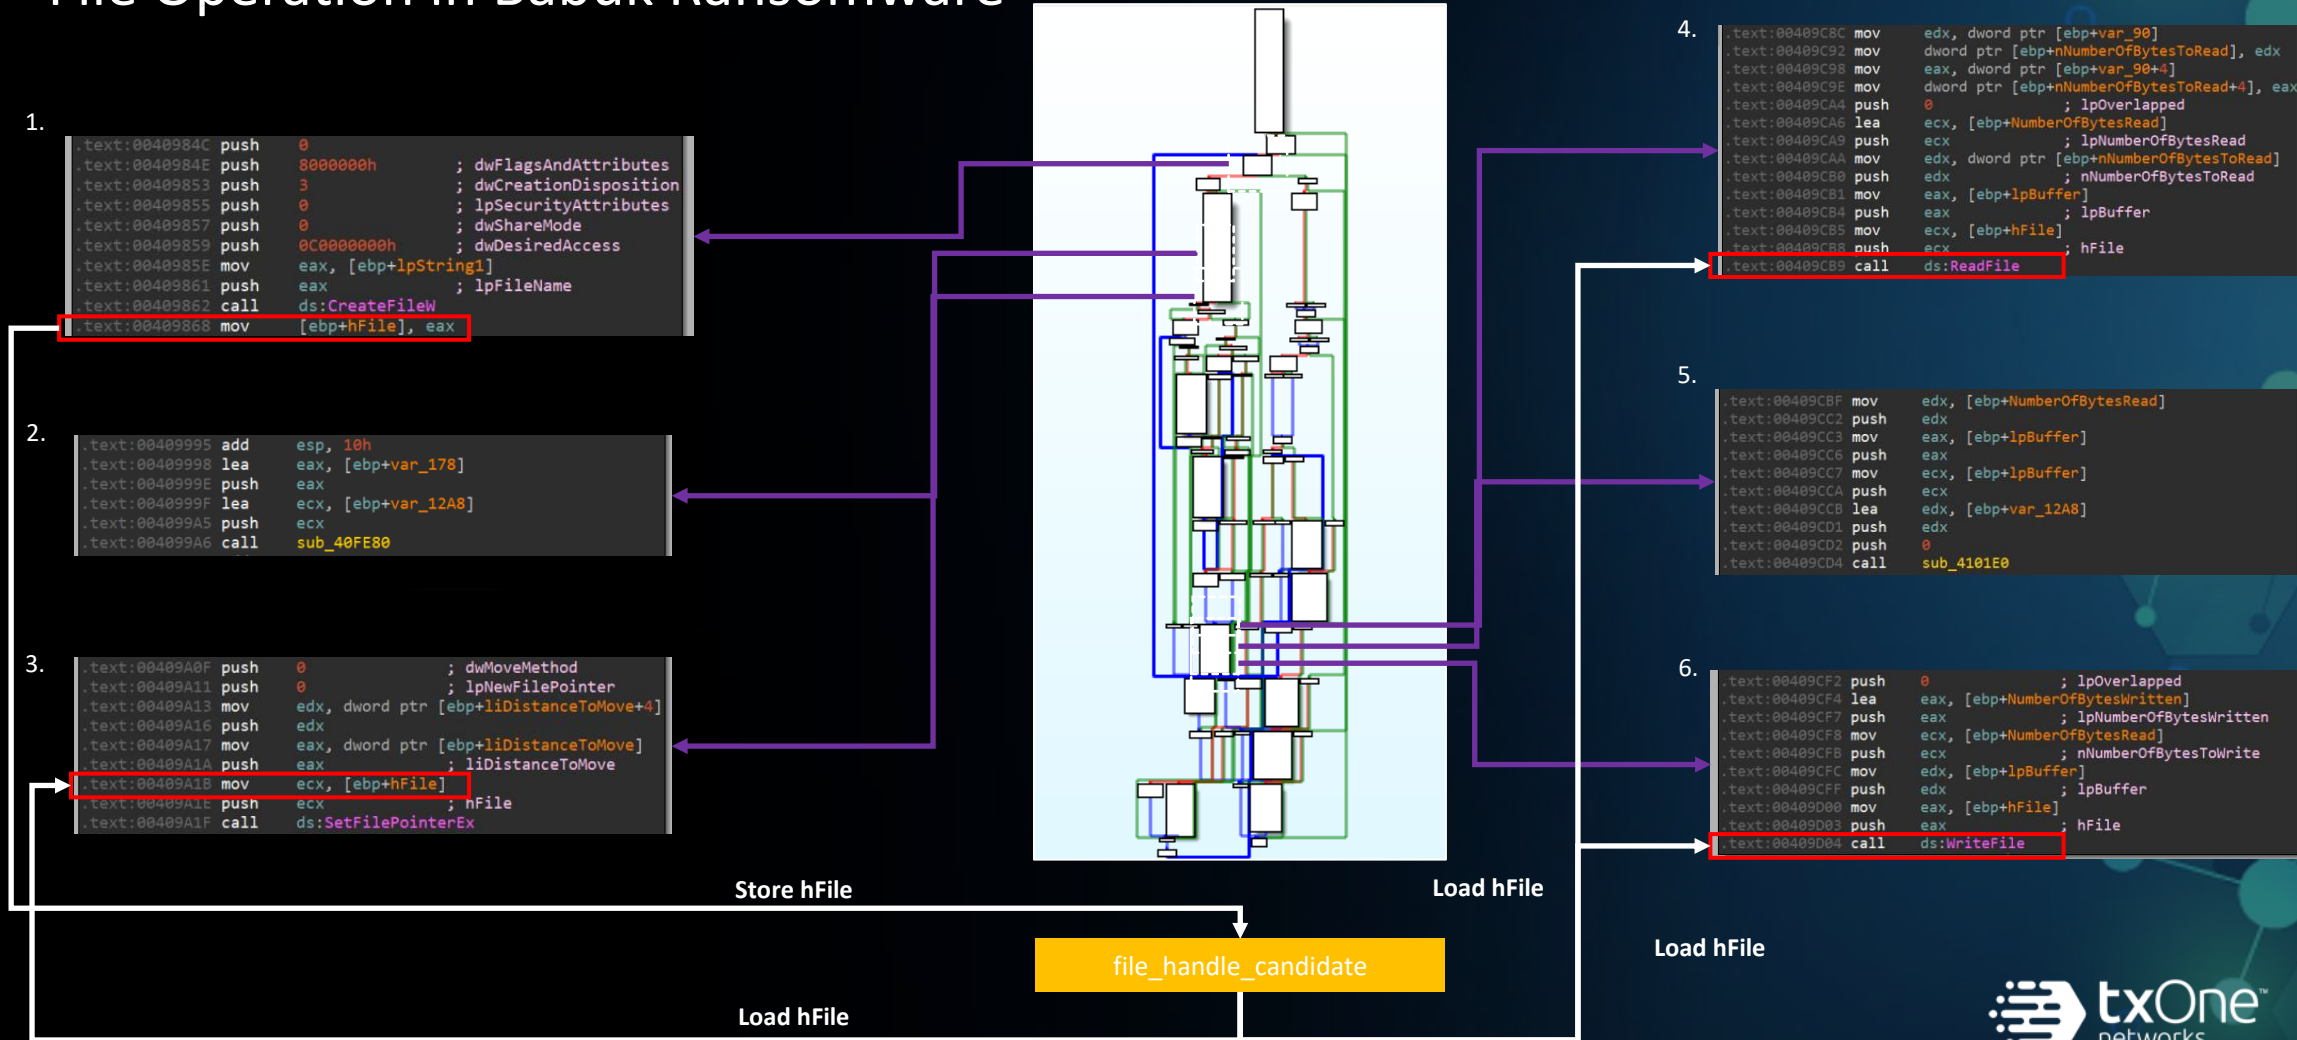 File Operation in Babuk Ransomware
1.
.text:0040984C push 0
.text:0040984E push 8000000h ; dwFlagsAndAttributes
.text:00409853 push 3 ; dwCreationDisposition
.text:00409855 push 0 ; lpSecurityAttributes
.text:00409857 push 0 ; dwShareMode
.text:00409859 push 0C0000000h ; dwDesiredAccess
.text:0040985E mov eax, [ebp+lpString1]
.text:00409861 push eax ; lpFileName
.text:00409862 call ds:CreateFileW
.text:00409868 mov [ebp+hFile], eax
2.
.text:00409995 add esp, 10h
.text:00409998 lea eax, [ebp+var_178]
.text:0040999E push eax
.text:0040999F lea ecx, [ebp+var_12A8]
.text:004099A5 push ecx
.text:004099A6 call sub_40FE80
3.
.text:00409A0F push 0 ; dwMoveMethod
.text:00409A11 push 0 ; lpNewFilePointer
.text:00409A13 mov edx, dword ptr [ebp+liDistanceToMove+4]
.text:00409A16 push edx
.text:00409A17 mov eax, dword ptr [ebp+liDistanceToMove]
.text:00409A1A push eax ; liDistanceToMove
.text:00409A1B mov ecx, [ebp+hFile]
.text:00409A1E push ecx ; hFile
.text:00409A1F call ds:SetFilePointerEx
4.
.text:00409C8C mov edx, dword ptr [ebp+var_90]
.text:00409C92 mov dword ptr [ebp+nNumberOfBytesToRead], edx
.text:00409C98 mov eax, dword ptr [ebp+var_90+4]
.text:00409C9E mov dword ptr [ebp+nNumberOfBytesToRead+4], eax
.text:00409CA4 push 0 ; lpOverlapped
.text:00409CA6 lea ecx, [ebp+NumberOfBytesRead]
.text:00409CA9 push ecx ; lpNumberOfBytesRead
.text:00409CAA mov edx, dword ptr [ebp+nNumberOfBytesToRead]
.text:00409CB0 push edx ; nNumberOfBytesToRead
.text:00409CB1 mov eax, [ebp+lpBuffer]
.text:00409CB4 push eax ; lpBuffer
.text:00409CB5 mov ecx, [ebp+hFile]
.text:00409CB8 push ecx ; hFile
.text:00409CB9 call ds:ReadFile
5.
.text:00409CBF mov edx, [ebp+NumberOfBytesRead]
.text:00409CC2 push edx
.text:00409CC3 mov eax, [ebp+lpBuffer]
.text:00409CC6 push eax
.text:00409CC7 mov ecx, [ebp+lpBuffer]
.text:00409CCA push ecx
.text:00409CCB lea edx, [ebp+var_12A8]
.text:00409CD1 push edx
.text:00409CD2 push 0
.text:00409CD4 call sub_4101E0
6.
.text:00409CF2 push 0 ; lpOverlapped
.text:00409CF4 lea eax, [ebp+NumberOfBytesWritten]
.text:00409CF7 push eax ; lpNumberOfBytesWritten
.text:00409CF8 mov ecx, [ebp+NumberOfBytesRead]
.text:00409CFB push ecx ; nNumberOfBytesToWrite
.text:00409CFC mov edx, [ebp+lpBuffer]
.text:00409CFF push edx ; lpBuffer
.text:00409D00 mov eax, [ebp+hFile]
.text:00409D03 push eax ; hFile
.text:00409D04 call ds:WriteFile
Store hFile
Load hFile
Load hFile
file_handle_candidate
Load hFile
txOne™
networks